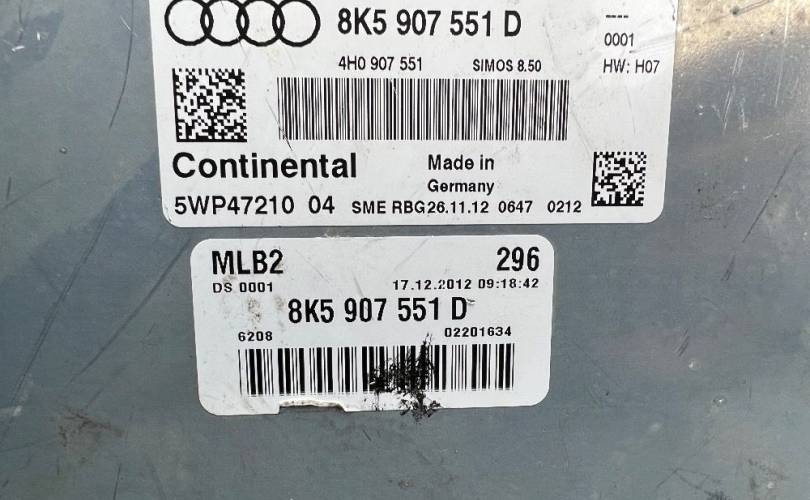 8K5 907 551 D
---
0001
4H0 907 551 SIMOS 8.50 HW: H07
Continental Made in
Germany
5WP47210 04 SME RBG26.11.12 0647 0212
MLB2 296
DS 0001 17.12.2012 09:18:42
8K5 907 551 D
6208 02201634